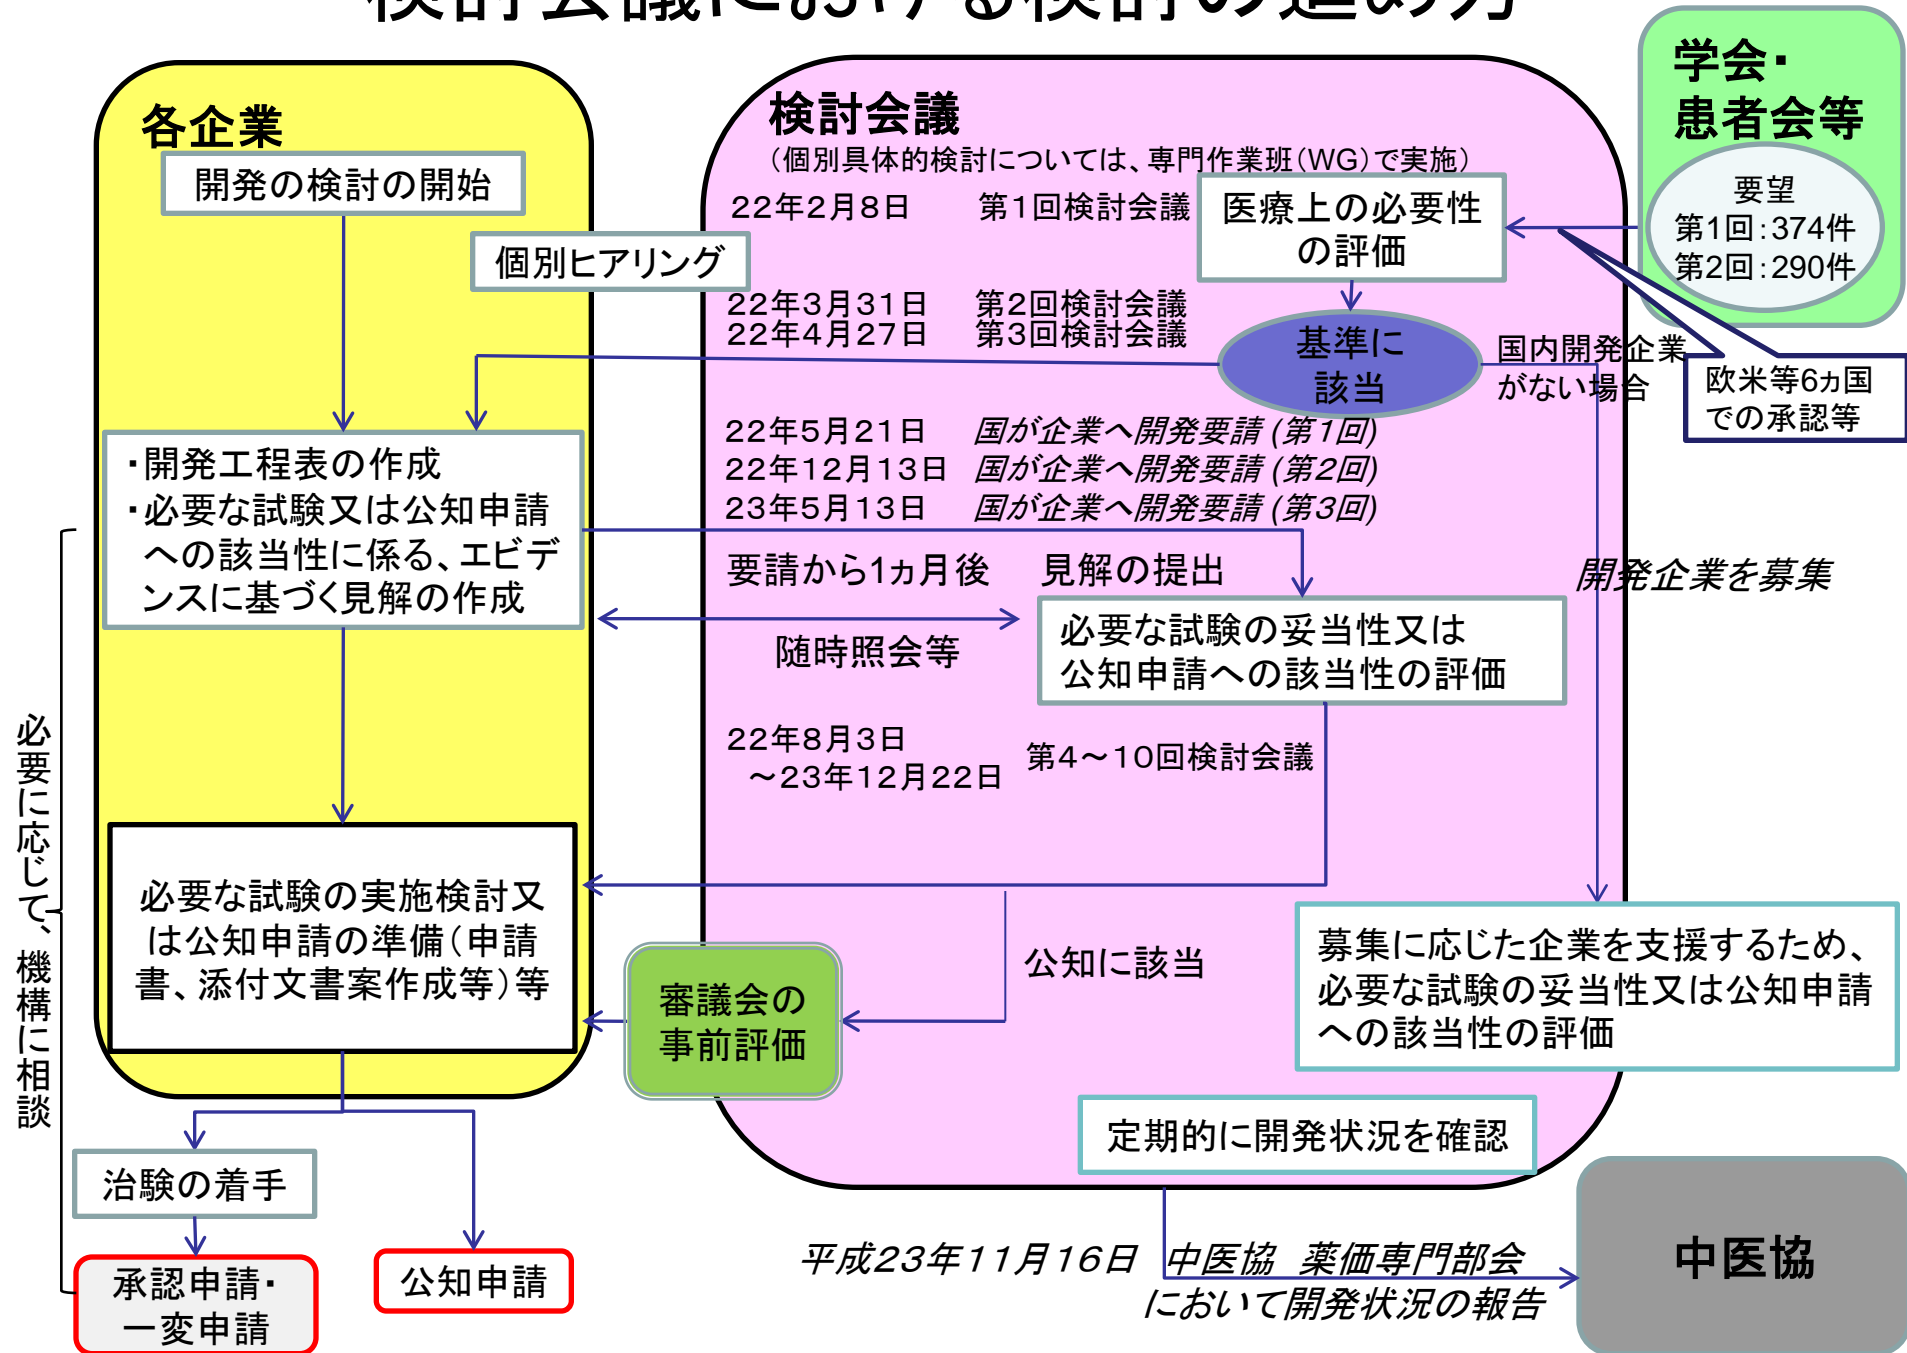 検討会議における検討の進め方
各企業
開発の検討の開始
個別ヒアリング
・開発工程表の作成
・必要な試験又は公知申請
への該当性に係る、エビデ
ンスに基づく見解の作成
必要な試験の実施検討又
は公知申請の準備（申請
書、添付文書案作成等）等
治験の着手
承認申請・
一変申請
公知申請
必要に応じて、機構に相談
検討会議
（個別具体的検討については、専門作業班（WG）で実施）
22年2月8日　第1回検討会議
医療上の必要性
の評価
22年3月31日　第2回検討会議
22年4月27日　第3回検討会議
基準に
該当
国内開発企業
がない場合
22年5月21日　国が企業へ開発要請（第1回）
22年12月13日　国が企業へ開発要請（第2回）
23年5月13日　国が企業へ開発要請（第3回）
要請から1ヵ月後　見解の提出
随時照会等
必要な試験の妥当性又は
公知申請への該当性の評価
開発企業を募集
22年8月3日
～23年12月22日
第4～10回検討会議
公知に該当
審議会の
事前評価
募集に応じた企業を支援するため、
必要な試験の妥当性又は公知申請
への該当性の評価
定期的に開発状況を確認
平成23年11月16日　中医協　薬価専門部会
において開発状況の報告
中医協
学会・
患者会等
要望
第1回：374件
第2回：290件
欧米等6ヵ国
での承認等